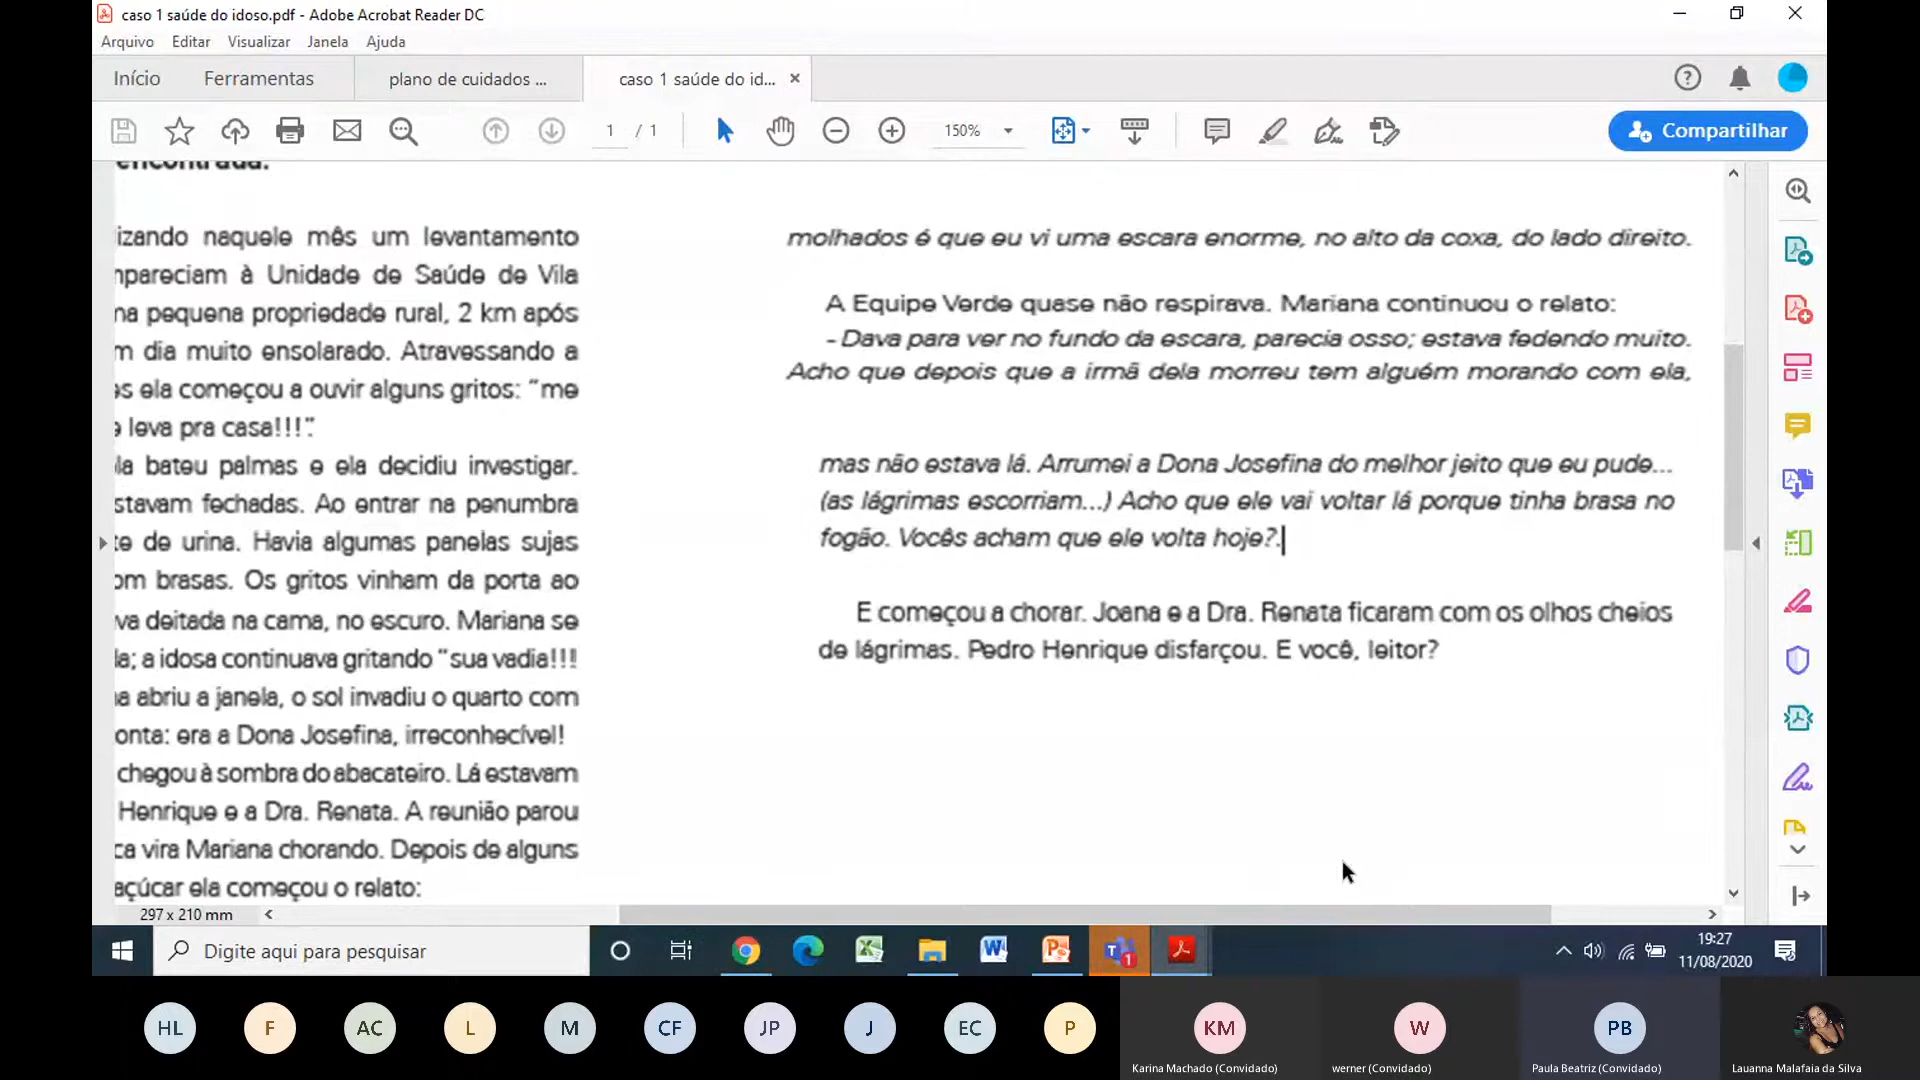 caso 1 saúde do idoso.pdf - Adobe Acrobat Reader DC
Arquivo Editar Visualizar Janela Ajuda
Início Ferramentas plano de cuidados ... caso 1 saúde do id...
1 / 1 150% Compartilhar
encontrada.
izando naquele mês um levantamento
mpareciam à Unidade de Saúde de Vila
na pequena propriedade rural, 2 km após
m dia muito ensolarado. Atravessando a
es ela começou a ouvir alguns gritos: "me
e leva pra casa!!!".
la bateu palmas e ela decidiu investigar.
stavam fechadas. Ao entrar na penumbra
te de urina. Havia algumas panelas sujas
om brasas. Os gritos vinham da porta ao
va deitada na cama, no escuro. Mariana se
la; a idosa continuava gritando "sua vadia!!!
a abriu a janela, o sol invadiu o quarto com
onta: era a Dona Josefina, irreconhecível!
chegou à sombra do abacateiro. Lá estavam
Henrique e a Dra. Renata. A reunião parou
ca vira Mariana chorando. Depois de alguns
açúcar ela começou o relato:
molhados é que eu vi uma escara enorme, no alto da coxa, do lado direito.
A Equipe Verde quase não respirava. Mariana continuou o relato:
- Dava para ver no fundo da escara, parecia osso; estava fedendo muito.
Acho que depois que a irmã dela morreu tem alguém morando com ela,
mas não estava lá. Arrumei a Dona Josefina do melhor jeito que eu pude...
(as lágrimas escorriam...) Acho que ele vai voltar lá porque tinha brasa no
fogão. Vocês acham que ele volta hoje?.
E começou a chorar. Joana e a Dra. Renata ficaram com os olhos cheios
de lágrimas. Pedro Henrique disfarçou. E você, leitor?
297 x 210 mm
Digite aqui para pesquisar
1
19:27
11/08/2020
HL F AC L M CF JP J EC P KM W PB
Karina Machado (Convidado) werner (Convidado) Paula Beatriz (Convidado) Lauanna Malafaia da Silva